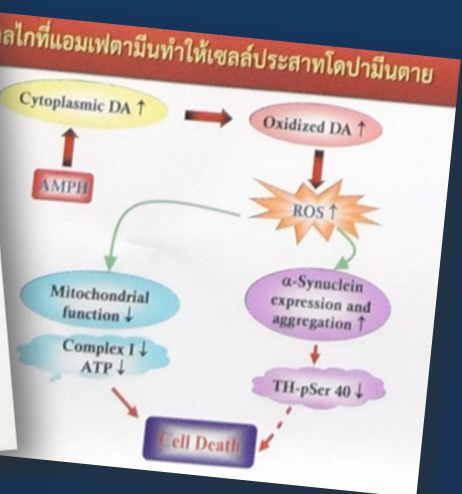 ลไกที่แอมเฟตามีนทำให้เซลล์ประสาทโดปามีนตาย
Cytoplasmic DA ↑
Oxidized DA ↑
AMPH
ROS ↑
Mitochondrial
function ↓
Complex I ↓
ATP ↓
α-Synuclein
expression and
aggregation ↑
TH-pSer 40 ↓
Cell Death